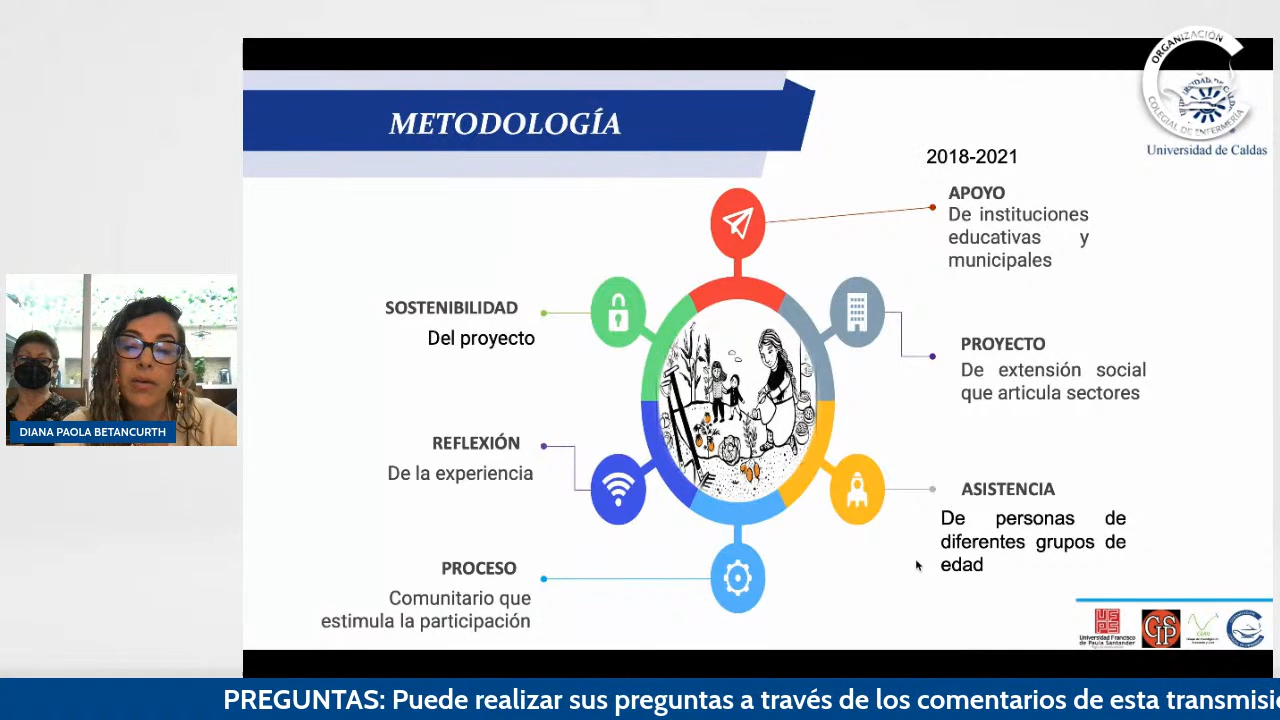 METODOLOGÍA
ORGANIZACIÓN
COLEGIAL DE ENFERMERÍA
Universidad de Caldas
2018-2021
APOYO
De instituciones
educativas y
municipales
SOSTENIBILIDAD
Del proyecto
PROYECTO
De extensión social
que articula sectores
REFLEXIÓN
De la experiencia
ASISTENCIA
De personas de
diferentes grupos de
edad
PROCESO
Comunitario que
estimula la participación
DIANA PAOLA BETANCURTH
Universidad Francisco
de Paula Santander
PREGUNTAS: Puede realizar sus preguntas a través de los comentarios de esta transmisi